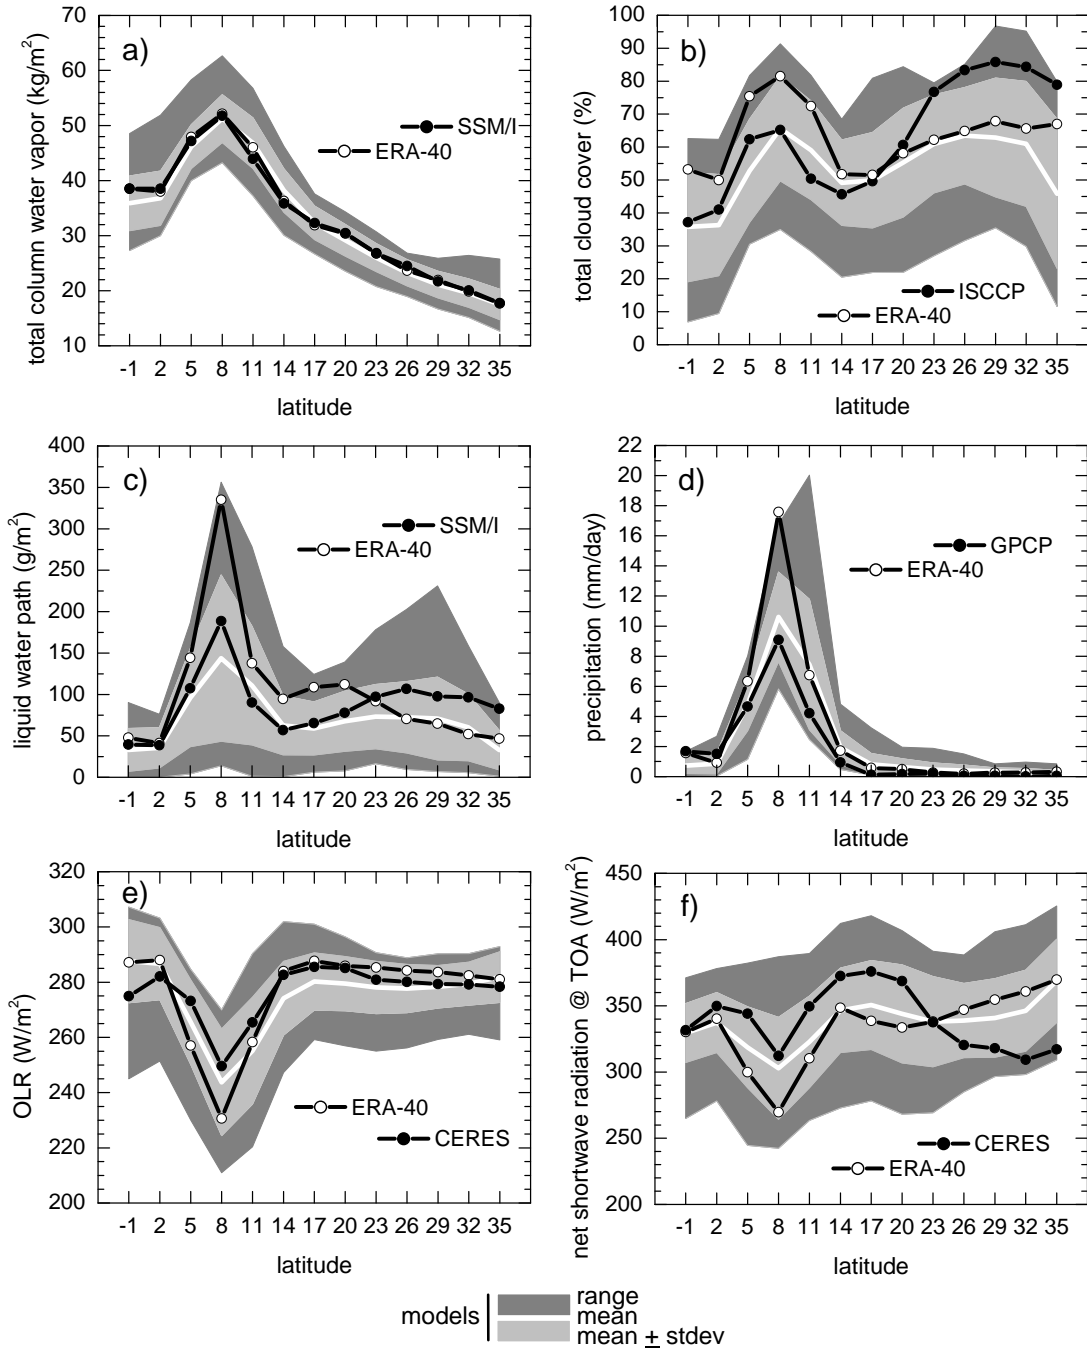 a)
total column water vapor (kg/m²)
70
60
50
40
30
20
10
SSM/I
ERA-40
-1 2 5 8 11 14 17 20 23 26 29 32 35
latitude
b)
total cloud cover (%)
100
90
80
70
60
50
40
30
20
10
0
ISCCP
ERA-40
-1 2 5 8 11 14 17 20 23 26 29 32 35
latitude
c)
liquid water path (g/m²)
400
350
300
250
200
150
100
50
0
SSM/I
ERA-40
-1 2 5 8 11 14 17 20 23 26 29 32 35
latitude
d)
precipitation (mm/day)
22
20
18
16
14
12
10
8
6
4
2
0
GPCP
ERA-40
-1 2 5 8 11 14 17 20 23 26 29 32 35
latitude
e)
OLR (W/m²)
320
300
280
260
240
220
200
ERA-40
CERES
-1 2 5 8 11 14 17 20 23 26 29 32 35
latitude
f)
net shortwave radiation @ TOA (W/m²)
450
400
350
300
250
200
CERES
ERA-40
-1 2 5 8 11 14 17 20 23 26 29 32 35
latitude
models
range
mean
mean ± stdev